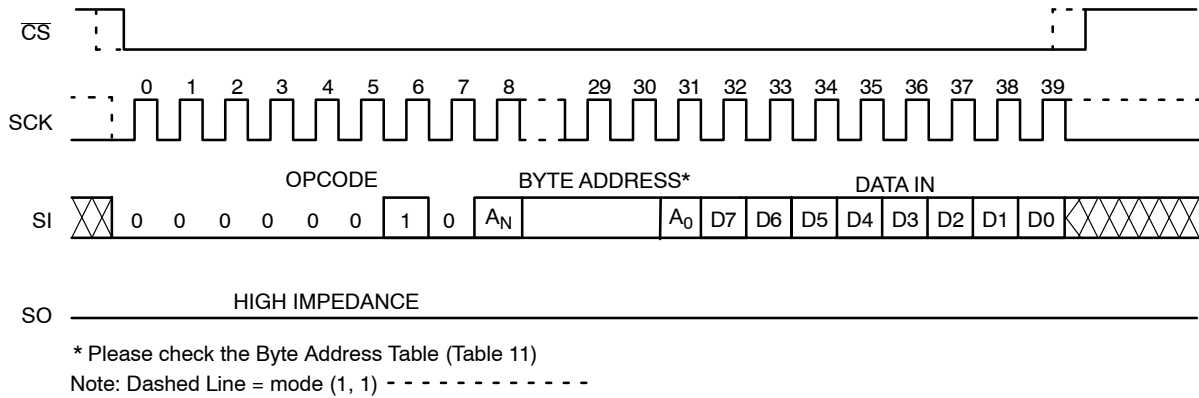 CS
0 1 2 3 4 5 6 7 8 29 30 31 32 33 34 35 36 37 38 39
SCK
OPCODE BYTE ADDRESS* DATA IN
SI 0 0 0 0 0 0 1 0 AN A0 D7 D6 D5 D4 D3 D2 D1 D0
HIGH IMPEDANCE
SO
* Please check the Byte Address Table (Table 11)
Note: Dashed Line = mode (1, 1)